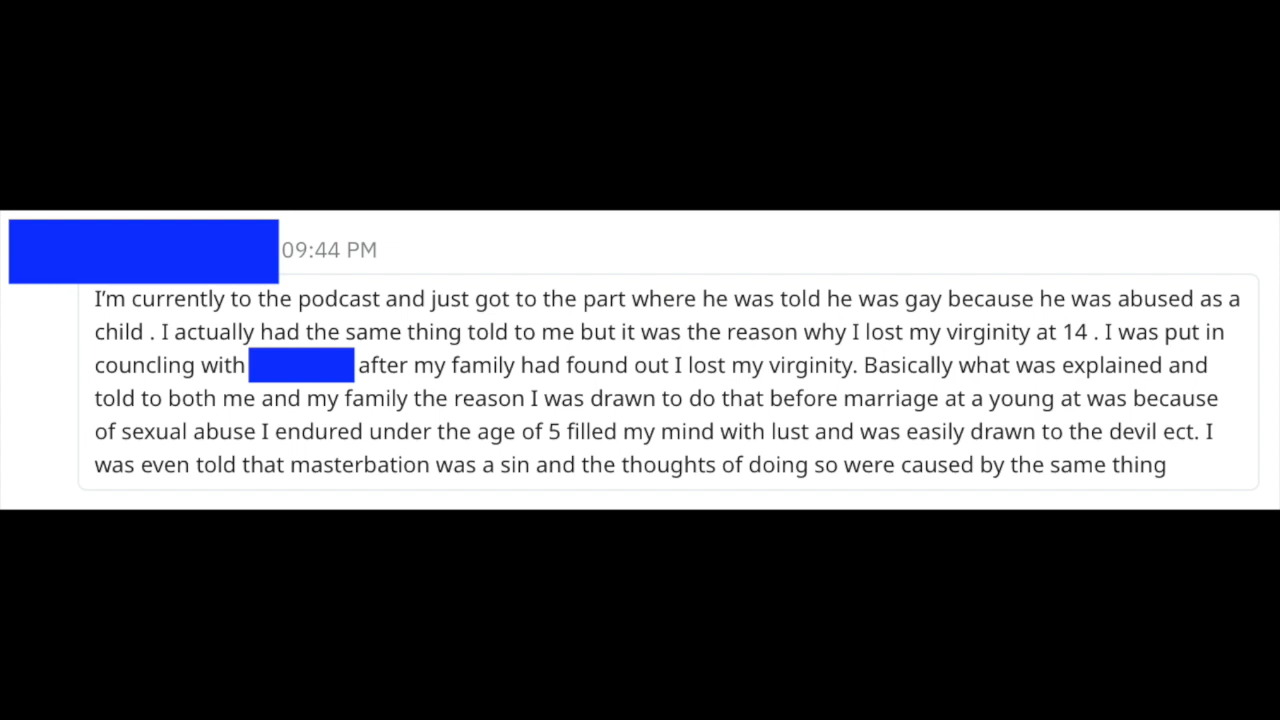 09:44 PM
I'm currently to the podcast and just got to the part where he was told he was gay because he was abused as a
child . I actually had the same thing told to me but it was the reason why I lost my virginity at 14 . I was put in
councling with after my family had found out I lost my virginity. Basically what was explained and
told to both me and my family the reason I was drawn to do that before marriage at a young at was because
of sexual abuse I endured under the age of 5 filled my mind with lust and was easily drawn to the devil ect. I
was even told that masterbation was a sin and the thoughts of doing so were caused by the same thing